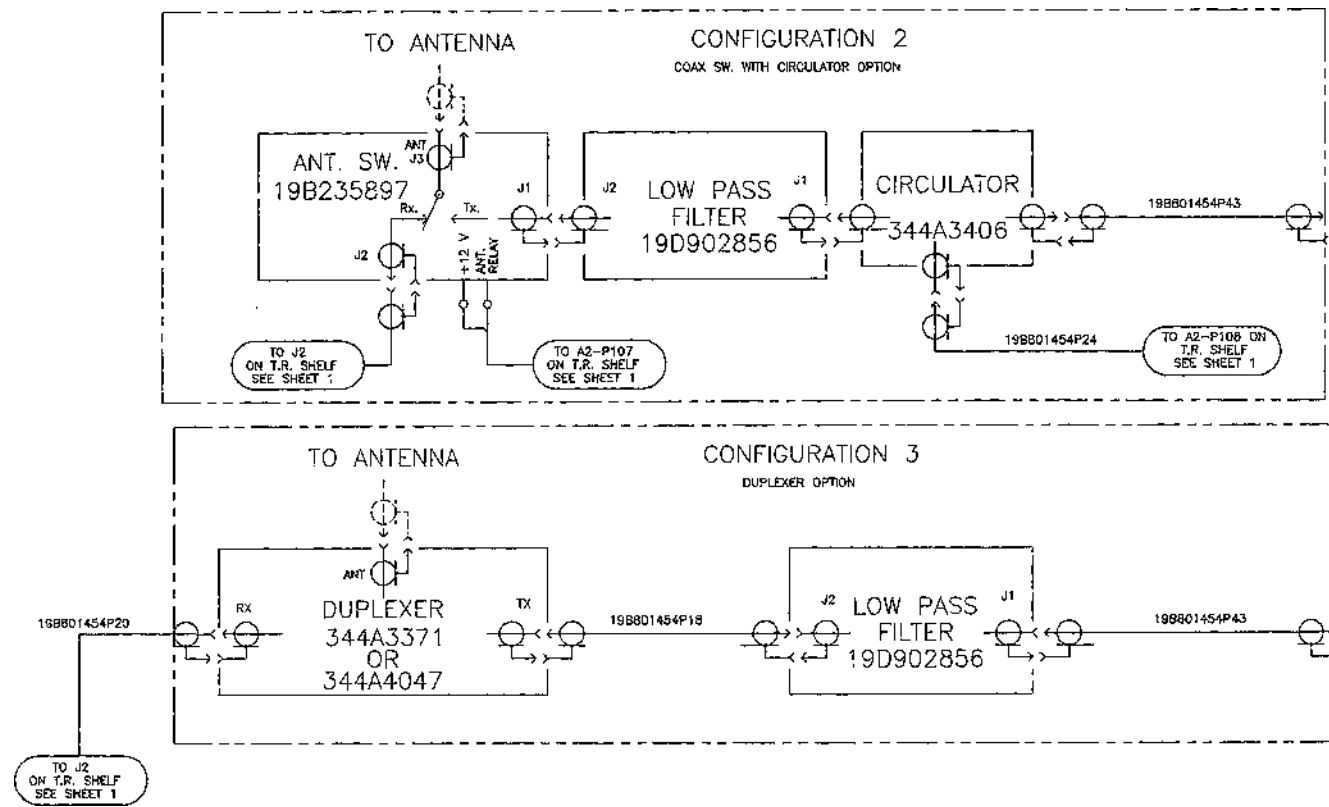 TO ANTENNA
CONFIGURATION 2
COAX SW. WITH CIRCULATOR OPTION
ANT. SW.
19B235897
ANT
J3
Rx.
Tx.
J1
J2
+12 V
ANT.
RELAY
J2
LOW PASS
FILTER
19D902856
J1
CIRCULATOR
344A3406
19B801454P43
TO J2
ON T.R. SHELF
SEE SHEET 1
TO A2-P107
ON T.R. SHELF
SEE SHEET 1
19B801454P24
TO A2-P108 ON
T.R. SHELF
SEE SHEET 1
TO ANTENNA
CONFIGURATION 3
DUPLEXER OPTION
ANT
19B801454P20
RX
DUPLEXER
344A3371
OR
344A4047
TX
19B801454P18
J2
LOW PASS
FILTER
19D902856
J1
19B801454P43
TO J2
ON T.R. SHELF
SEE SHEET 1